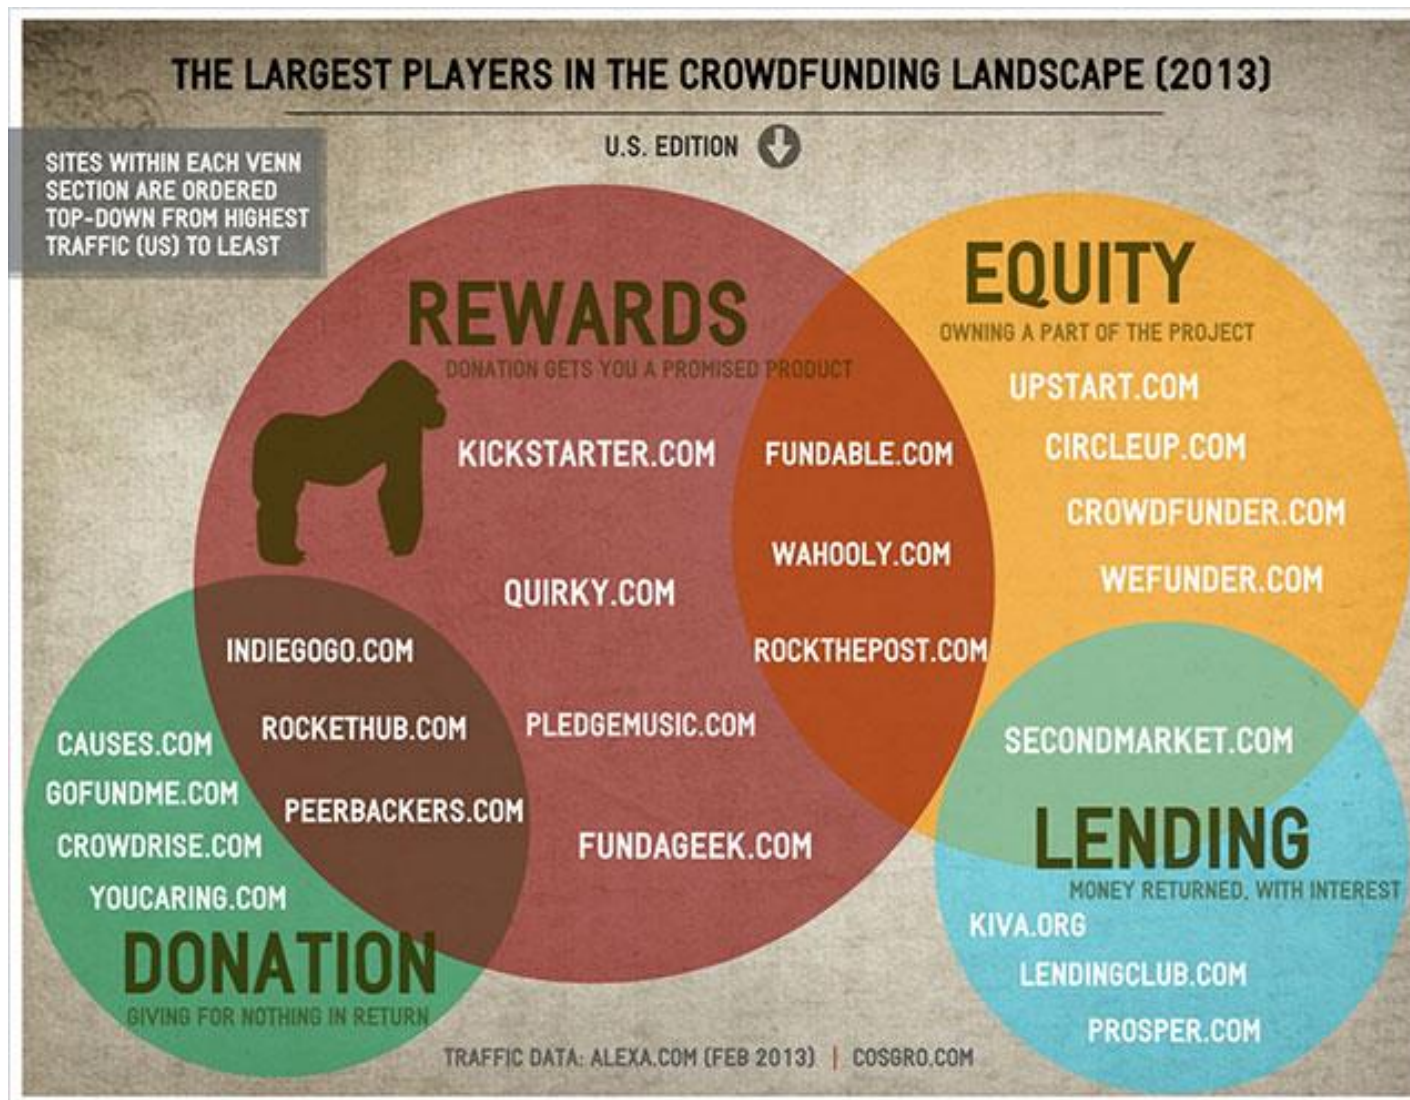 THE LARGEST PLAYERS IN THE CROWDFUNDING LANDSCAPE (2013)
U.S. EDITION
SITES WITHIN EACH VENN
SECTION ARE ORDERED
TOP-DOWN FROM HIGHEST
TRAFFIC (US) TO LEAST
REWARDS
DONATION GETS YOU A PROMISED PRODUCT
KICKSTARTER.COM
QUIRKY.COM
PLEDGEMUSIC.COM
FUNDAGEEK.COM
FUNDABLE.COM
WAHOOLY.COM
ROCKTHEPOST.COM
EQUITY
OWNING A PART OF THE PROJECT
UPSTART.COM
CIRCLEUP.COM
CROWDFUNDER.COM
WEFUNDER.COM
INDIEGOGO.COM
ROCKETHUB.COM
PEERBACKERS.COM
CAUSES.COM
GOFUNDME.COM
CROWDRISE.COM
YOUCARING.COM
DONATION
GIVING FOR NOTHING IN RETURN
SECONDMARKET.COM
LENDING
MONEY RETURNED, WITH INTEREST
KIVA.ORG
LENDINGCLUB.COM
PROSPER.COM
TRAFFIC DATA: ALEXA.COM (FEB 2013) | COSGRO.COM